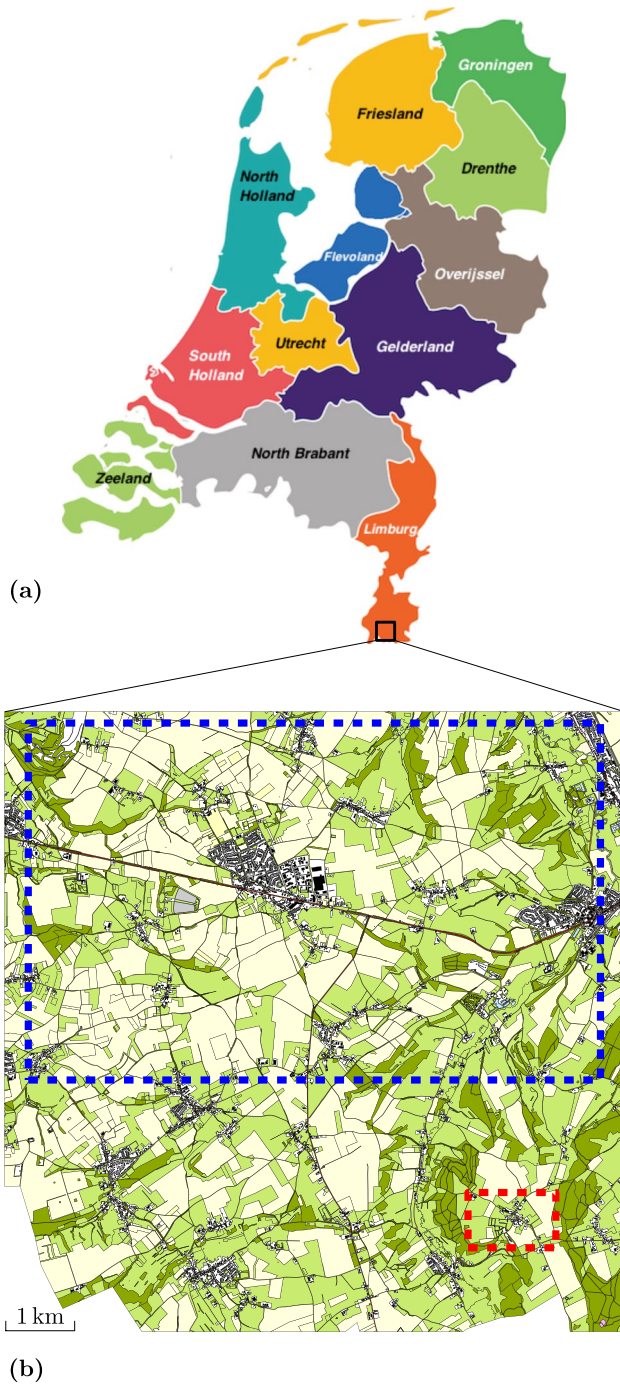 Groningen
Friesland
Drenthe
North
Holland
Flevoland
Overijssel
Utrecht
Gelderland
South
Holland
North Brabant
Zeeland
Limburg
(a)
1 km
(b)